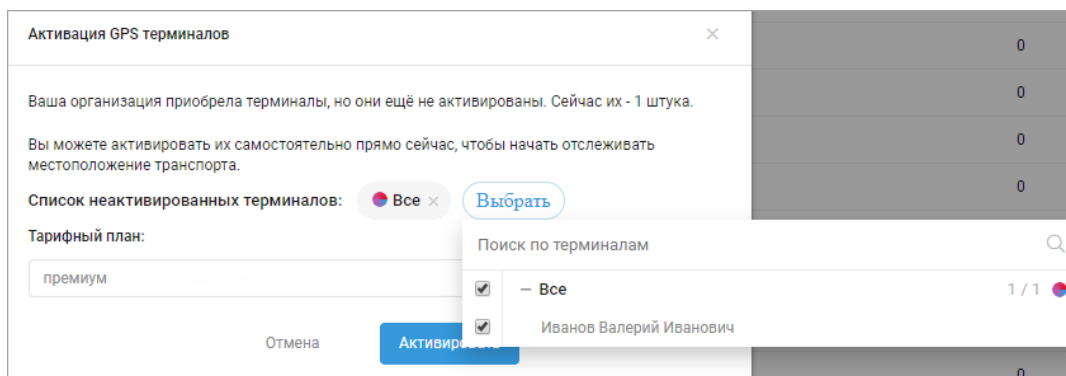 Активация GPS терминалов
0
0
Ваша организация приобрела терминалы, но они ещё не активированы. Сейчас их - 1 штука.
Вы можете активировать их самостоятельно прямо сейчас, чтобы начать отслеживать
0
местоположение транспорта.
0
Список неактивированных терминалов: Все Выбрать
Тарифный план:
Поиск по терминалам
премиум
Все 1 / 1
Иванов Валерий Иванович
Отмена
0